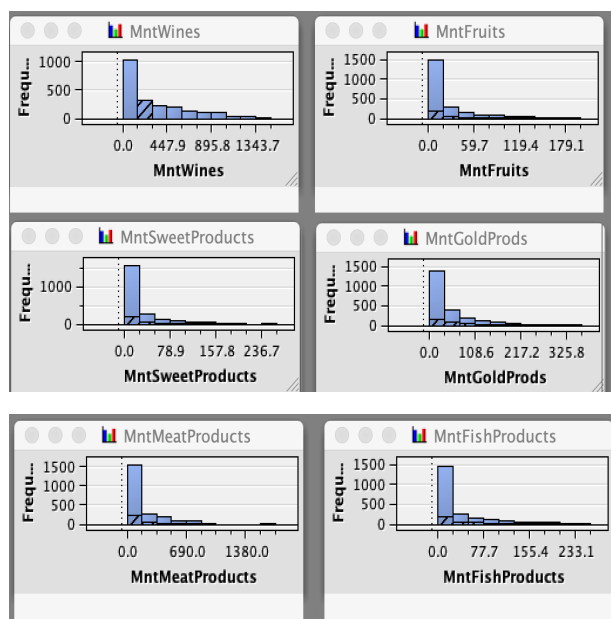 MntWines
1000
500
0
Frequ...
0.0 447.9 895.8 1343.7
MntWines
MntFruits
1500
1000
500
0
Frequ...
0.0 59.7 119.4 179.1
MntFruits
MntSweetProducts
1000
0
Frequ...
0.0 78.9 157.8 236.7
MntSweetProducts
MntGoldProds
1500
1000
500
0
Frequ...
0.0 108.6 217.2 325.8
MntGoldProds
MntMeatProducts
1500
1000
500
0
Frequ...
0.0 690.0 1380.0
MntMeatProducts
MntFishProducts
1500
1000
500
0
Frequ...
0.0 77.7 155.4 233.1
MntFishProducts